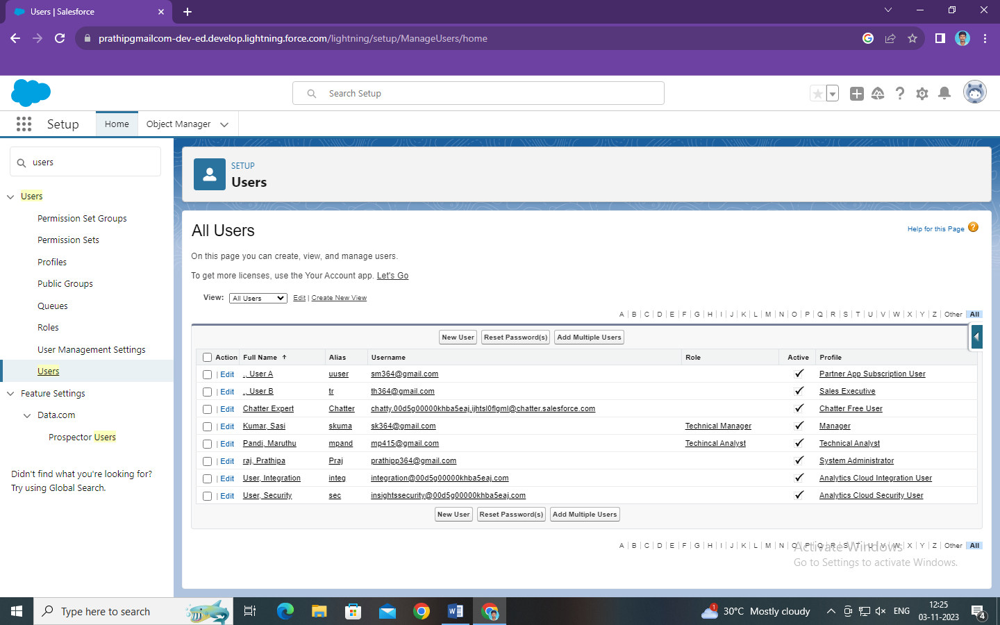 Users | Salesforce
prathipgmailcom-dev-ed.develop.lightning.force.com/lightning/setup/ManageUsers/home
Search Setup
Setup Home Object Manager
users
Users
Permission Set Groups
Permission Sets
Profiles
Public Groups
Queues
Roles
User Management Settings
Users
Feature Settings
Data.com
Prospector Users
Didn't find what you're looking for?
Try using Global Search.
SETUP
Users
All Users
Help for this Page ?
On this page you can create, view, and manage users.
To get more licenses, use the Your Account app. Let's Go
View: All Users Edit | Create New View
A | B | C | D | E | F | G | H | I | J | K | L | M | N | O | P | Q | R | S | T | U | V | W | X | Y | Z | Other | All
New User Reset Password(s) Add Multiple Users
Action Full Name ↑ Alias Username Role Active Profile
| Edit ., User A uuser sm364@gmail.com ✓ Partner App Subscription User
| Edit ., User B tr th364@gmail.com ✓ Sales Executive
| Edit Chatter Expert Chatter chatty.00d5g00000khba5eaj.ijhtsl0flgml@chatter.salesforce.com ✓ Chatter Free User
| Edit Kumar, Sasi skuma sk364@gmail.com Technical Manager ✓ Manager
| Edit Pandi, Maruthu mpand mp415@gmail.com Techincal Analyst ✓ Technical Analyst
| Edit raj, Prathipa Praj prathipp364@gmail.com ✓ System Administrator
| Edit User, Integration integ integration@00d5g00000khba5eaj.com ✓ Analytics Cloud Integration User
| Edit User, Security sec insightssecurity@00d5g00000khba5eaj.com ✓ Analytics Cloud Security User
New User Reset Password(s) Add Multiple Users
A | B | C | D | E | F | G | H | I | J | K | L | M | N | O | P | Q | R | S | T | U | V | W | X | Y | Z | Other | All
Activate Windows
Go to Settings to activate Windows.
Type here to search
1
30°C Mostly cloudy
ENG
12:25
03-11-2023
4